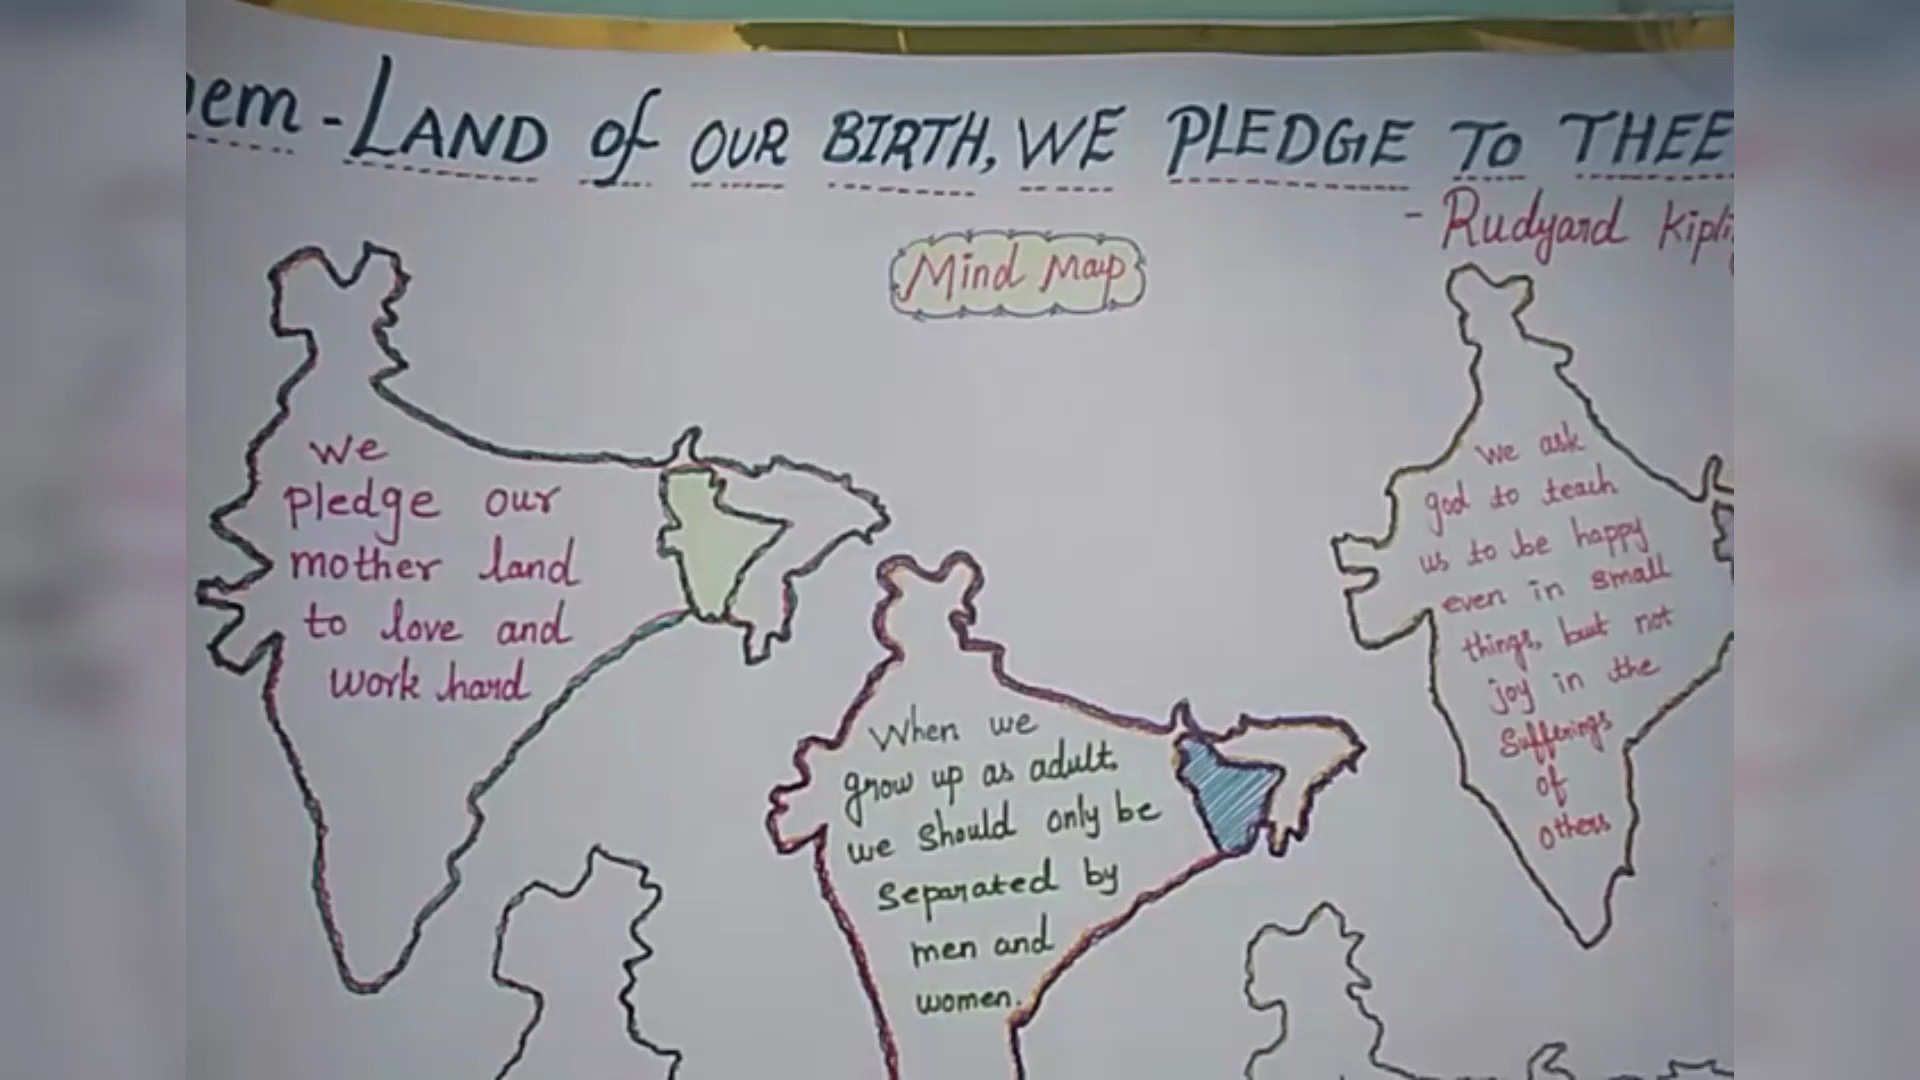 oem - LAND of OUR BIRTH, WE PLEDGE TO THEE
- Rudyard Kipli
Mind Map
We
pledge our
mother land
to love and
work hard
When we
grow up as adult,
we should only be
separated by
men and
women.
We ask
god to teach
us to be happy
even in small
things, but not
joy in the
Sufferings
of
others